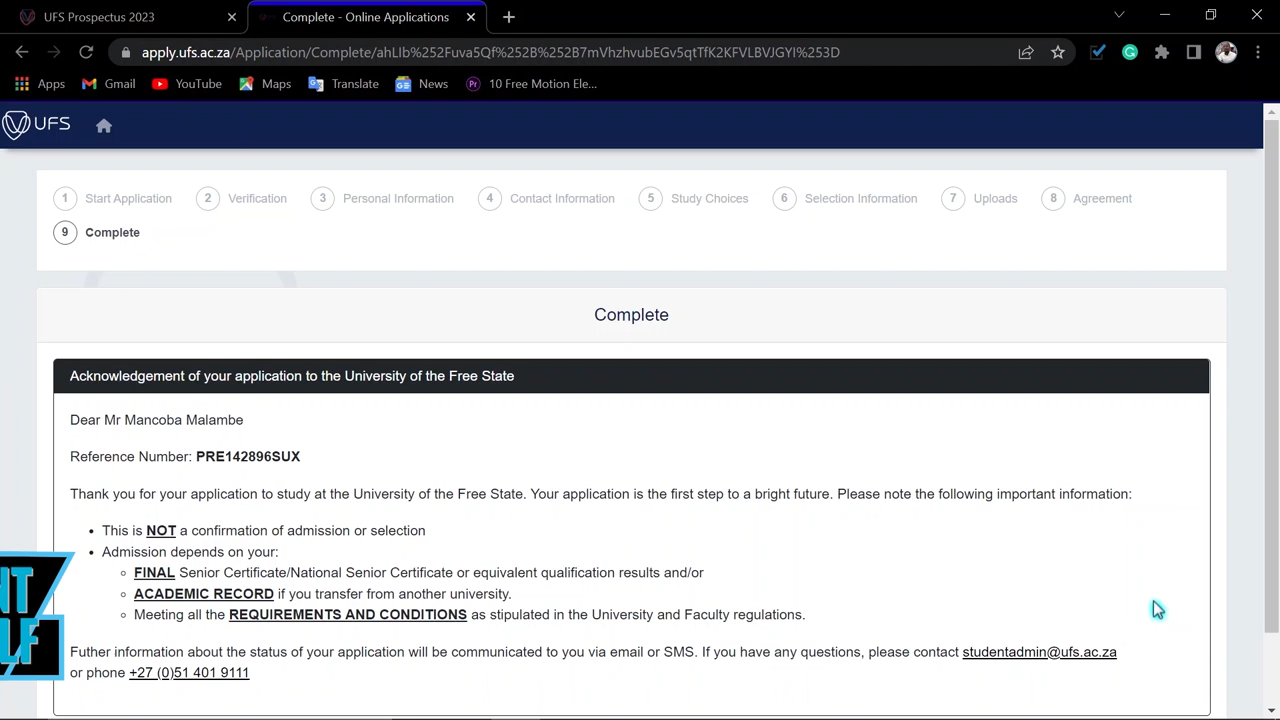 UFS Prospectus 2023
Complete - Online Applications
apply.ufs.ac.za/Application/Complete/ahLIb%252Fuva5Qf%252B%252B7mVhzhvubEGv5qtTfK2KFVLBVJGYI%253D
Apps Gmail YouTube Maps Translate News Pr 10 Free Motion Ele...
UFS
1 Start Application 2 Verification 3 Personal Information 4 Contact Information 5 Study Choices 6 Selection Information 7 Uploads 8 Agreement
9 Complete
Complete
Acknowledgement of your application to the University of the Free State
Dear Mr Mancoba Malambe
Reference Number: PRE142896SUX
Thank you for your application to study at the University of the Free State. Your application is the first step to a bright future. Please note the following important information:
• This is NOT a confirmation of admission or selection
• Admission depends on your:
◦ FINAL Senior Certificate/National Senior Certificate or equivalent qualification results and/or
◦ ACADEMIC RECORD if you transfer from another university.
◦ Meeting all the REQUIREMENTS AND CONDITIONS as stipulated in the University and Faculty regulations.
Futher information about the status of your application will be communicated to you via email or SMS. If you have any questions, please contact studentadmin@ufs.ac.za
or phone +27 (0)51 401 9111